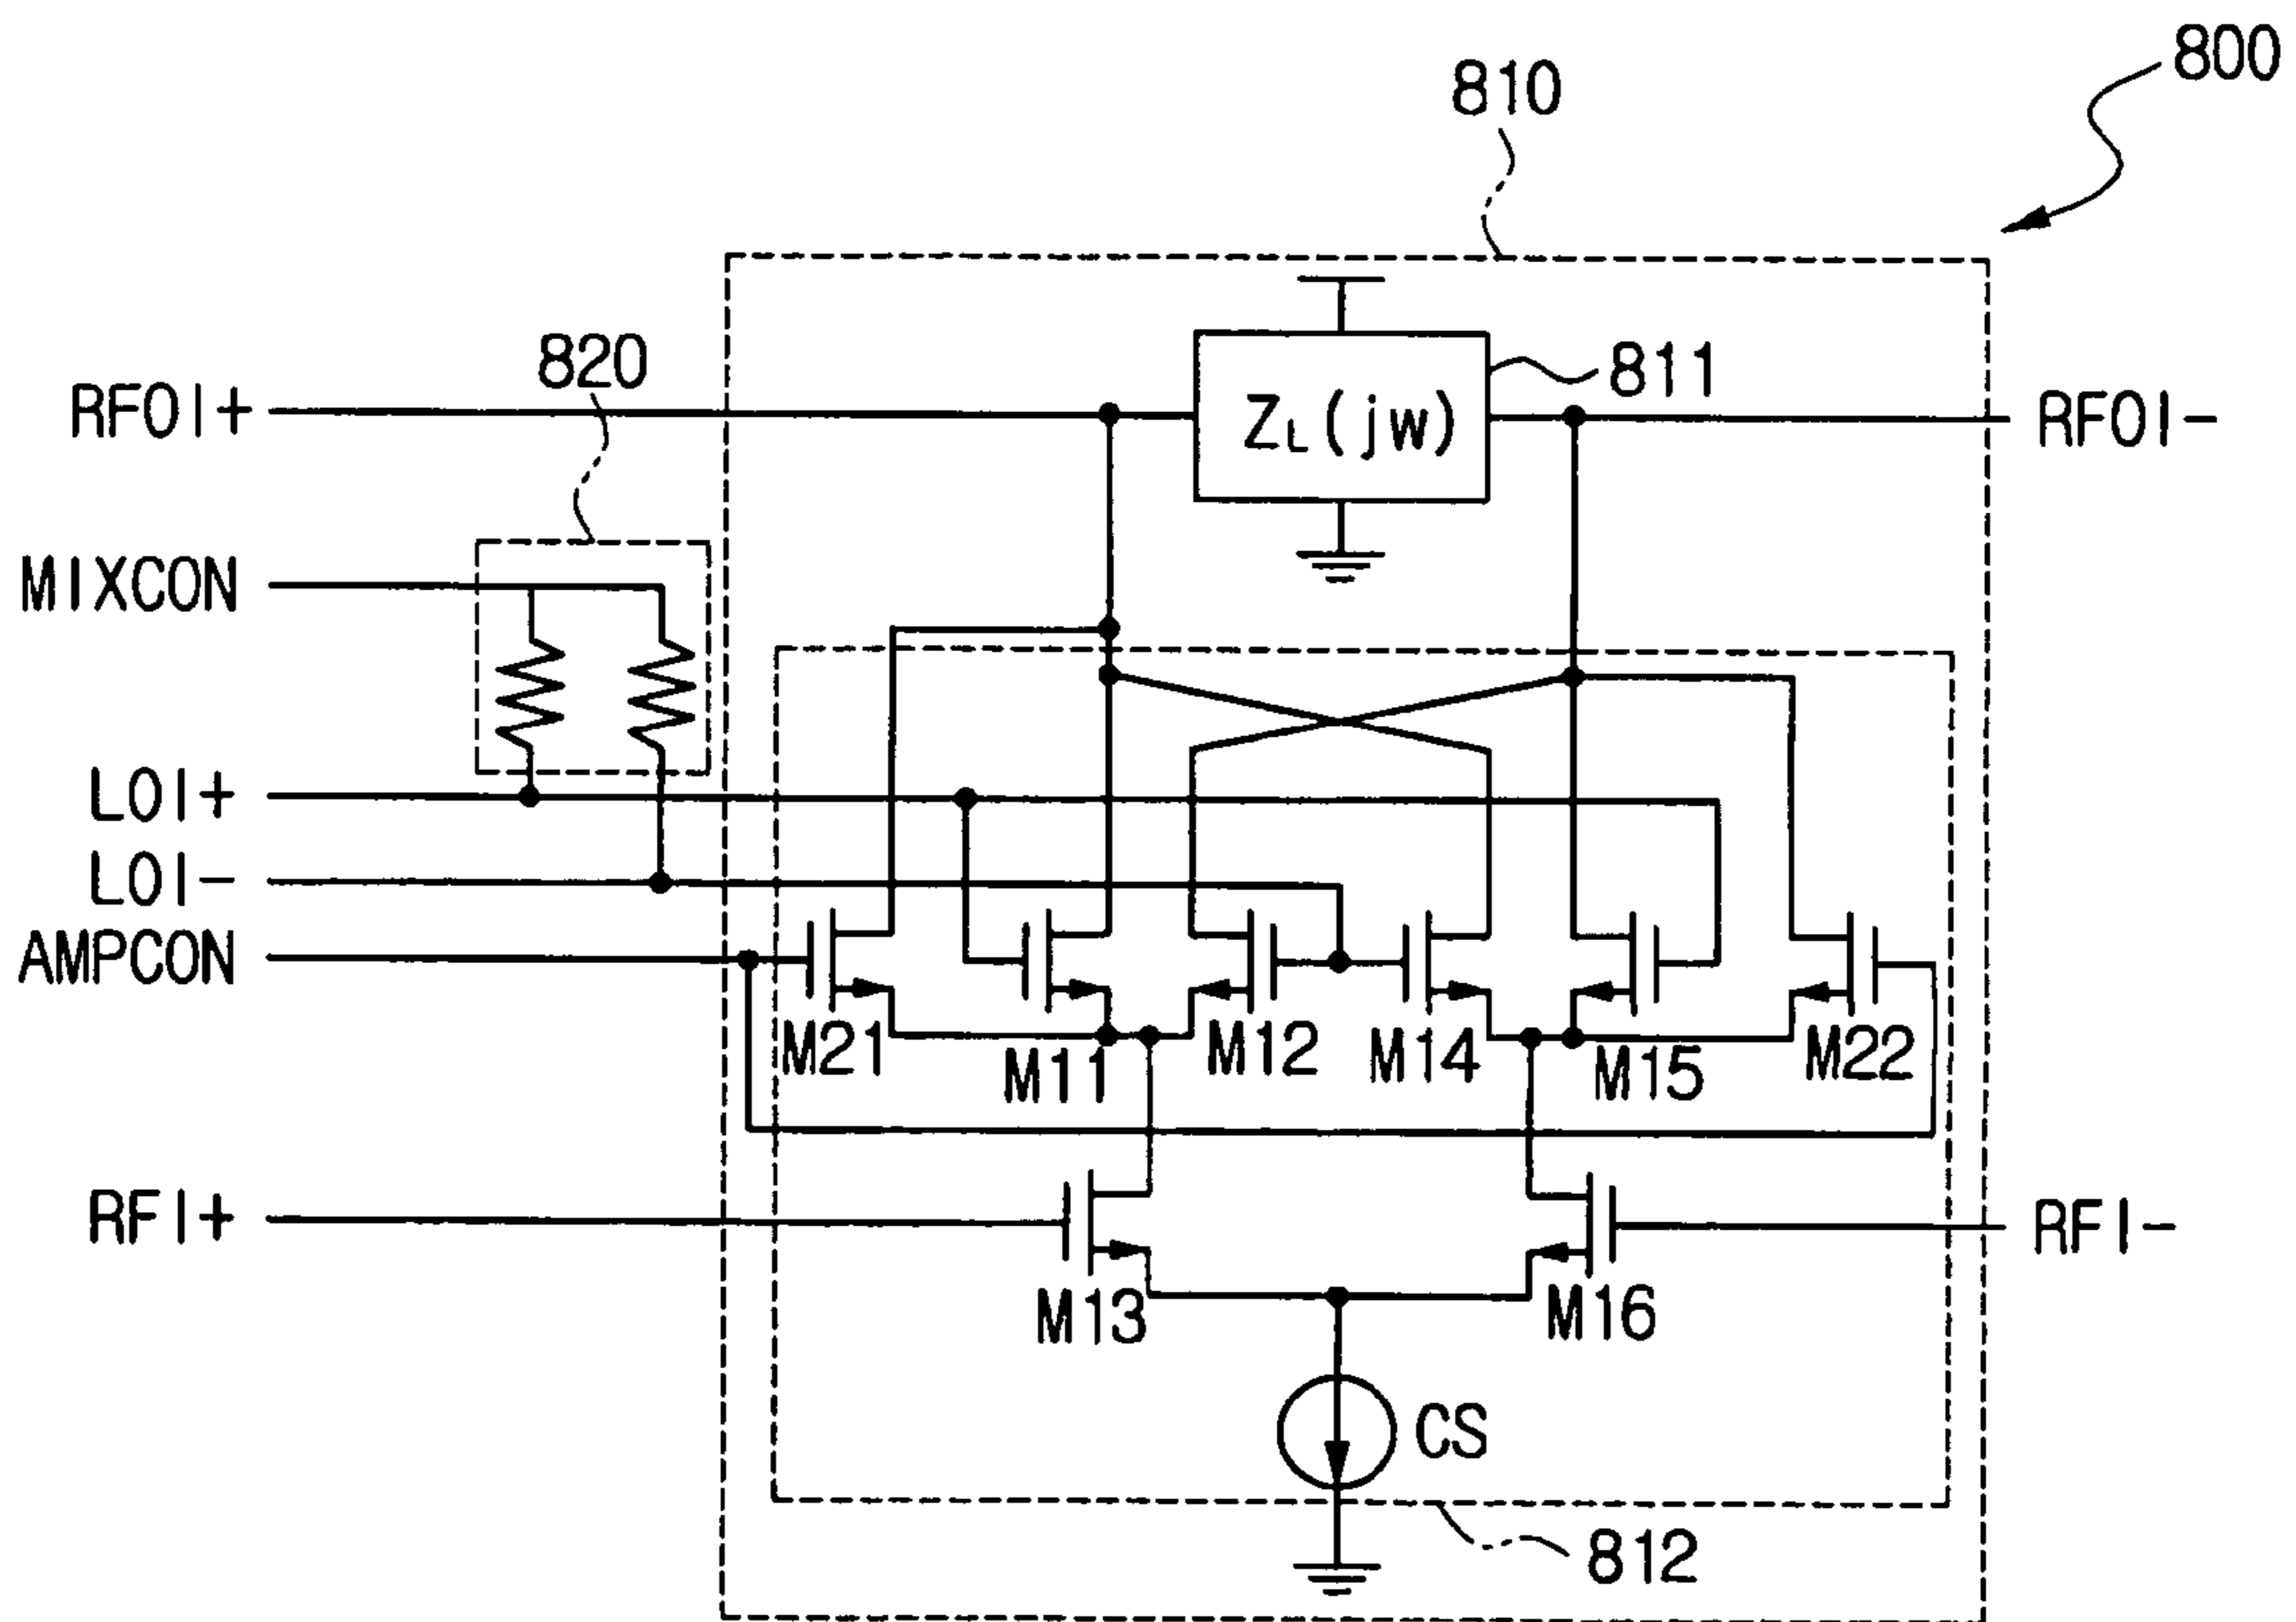 800
810
820
811
RFOI+
ZL(jw)
RFOI-
MIXCON
LOI+
LOI-
AMPCON
M21
M11
M12
M14
M15
M22
RFI+
RFI-
M13
M16
CS
812